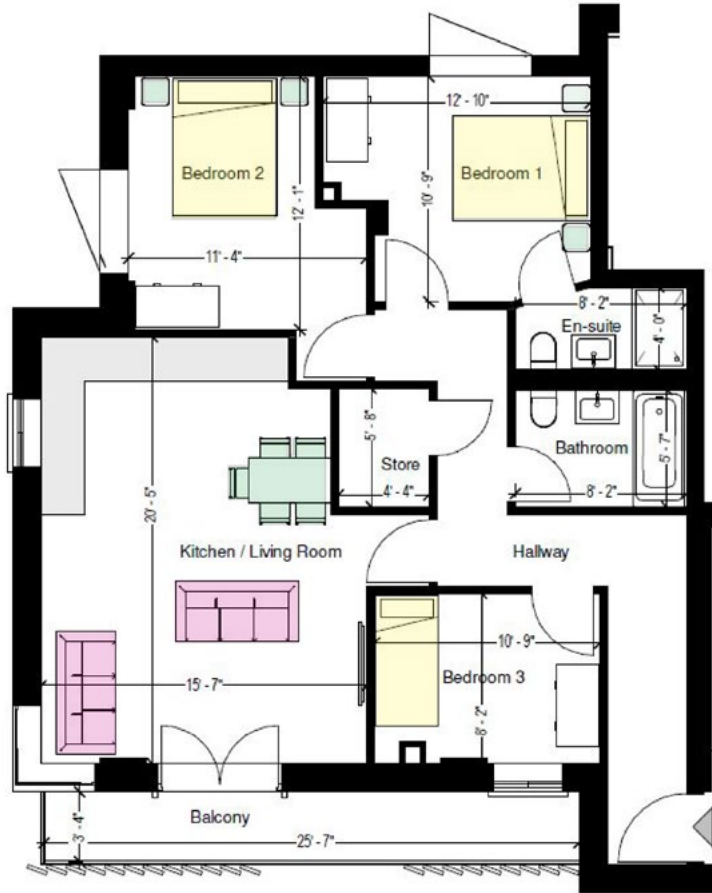 12' - 10"
Bedroom 2
Bedroom 1
12' - 1"
10' - 9"
11' - 4"
8' - 2"
En-suite
4' - 0"
20' - 5"
5' - 8"
Store
4' - 4"
Bathroom
5' - 7"
8' - 2"
Kitchen / Living Room
Hallway
10' - 9"
Bedroom 3
15' - 7"
8' - 2"
Balcony
3' - 4"
25' - 7"